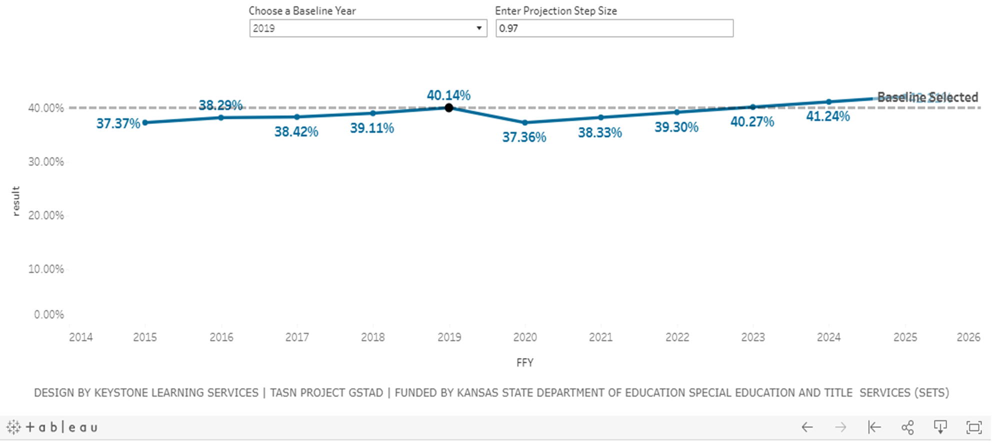 Choose a Baseline Year
Enter Projection Step Size
2019
0.97
40.14%
Baseline Selected
38.29%
40.00%
37.37%
38.42%
39.11%
37.36%
38.33%
39.30%
40.27%
41.24%
30.00%
result
20.00%
10.00%
0.00%
2014 2015 2016 2017 2018 2019 2020 2021 2022 2023 2024 2025 2026
FFY
DESIGN BY KEYSTONE LEARNING SERVICES | TASN PROJECT GSTAD | FUNDED BY KANSAS STATE DEPARTMENT OF EDUCATION SPECIAL EDUCATION AND TITLE  SERVICES (SETS)
+ableau